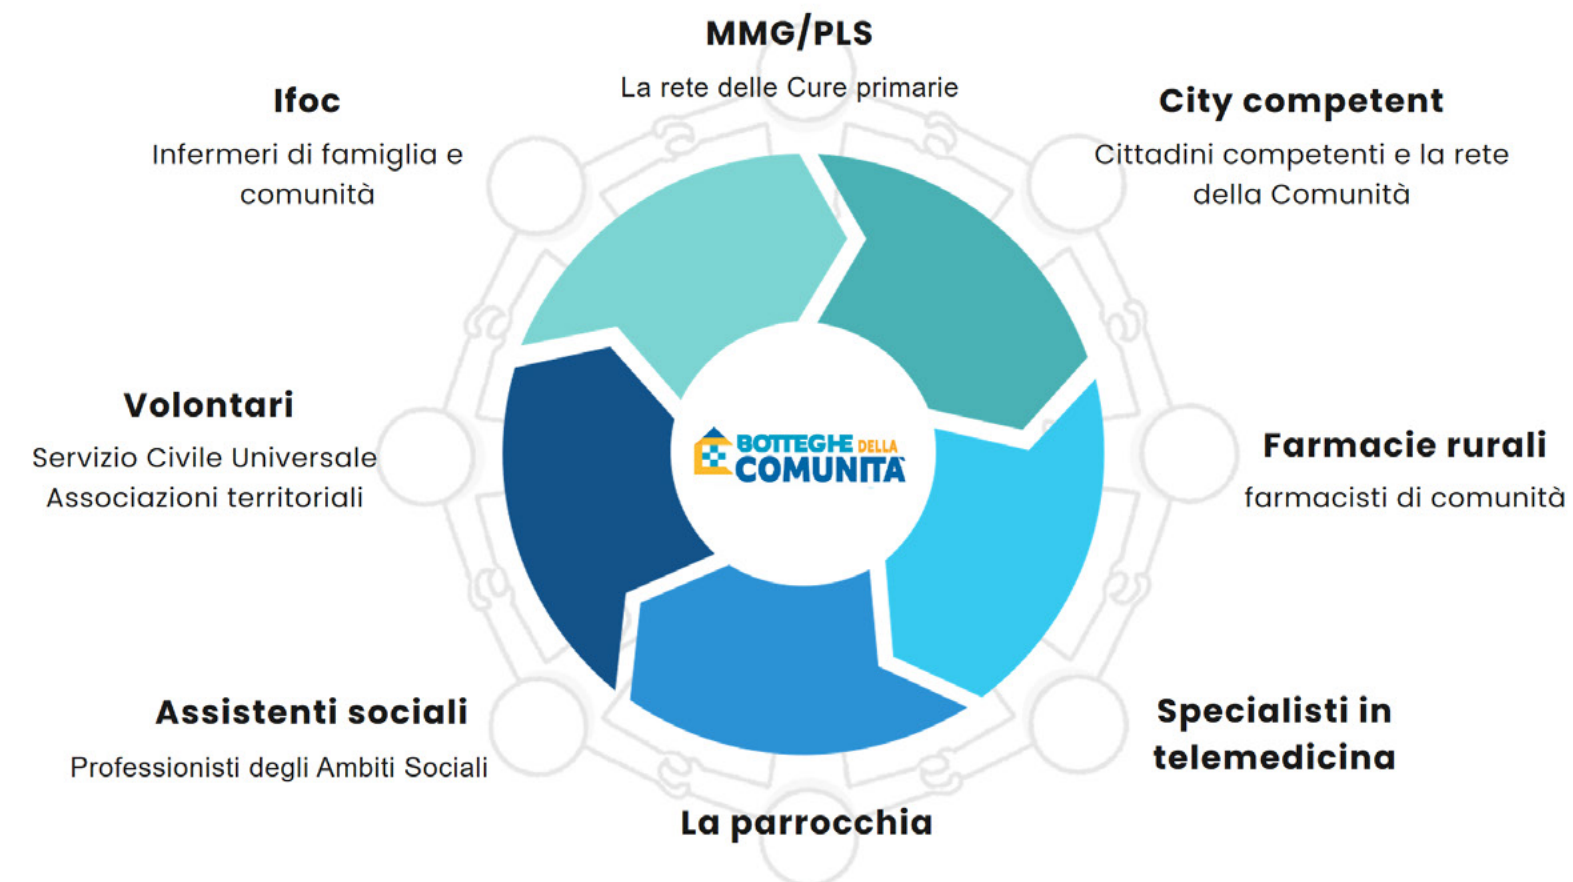 MMG/PLS
La rete delle Cure primarie
Ifoc
Infermeri di famiglia e
comunità
City competent
Cittadini competenti e la rete
della Comunità
Volontari
Servizio Civile Universale
Associazioni territoriali
BOTTEGHE DELLA
COMUNITÀ
Farmacie rurali
farmacisti di comunità
Assistenti sociali
Professionisti degli Ambiti Sociali
Specialisti in
telemedicina
La parrocchia